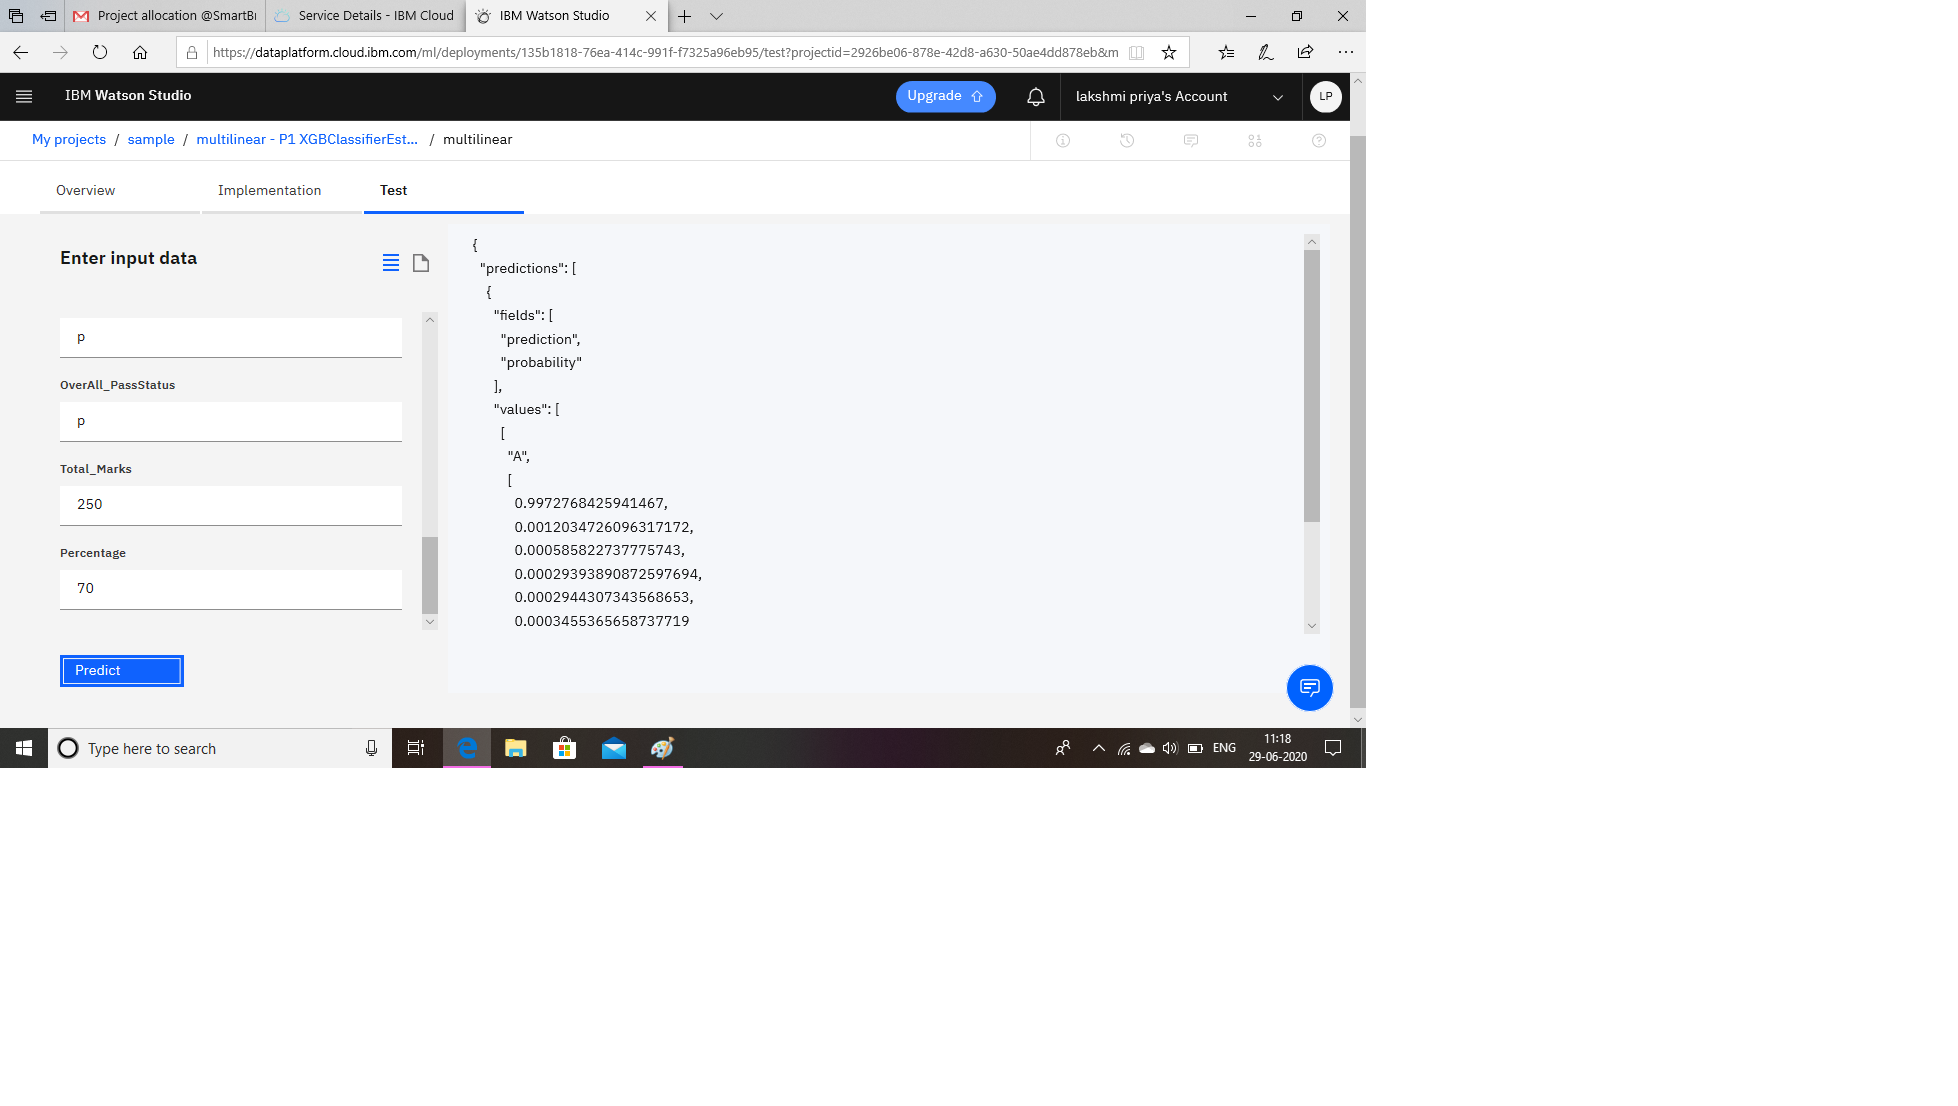 Project allocation @SmartBr
Service Details - IBM Cloud
IBM Watson Studio
https://dataplatform.cloud.ibm.com/ml/deployments/135b1818-76ea-414c-991f-f7325a96eb95/test?projectid=2926be06-878e-42d8-a630-50ae4dd878eb&m
IBM Watson Studio
Upgrade
lakshmi priya's Account
LP
My projects / sample / multilinear - P1 XGBClassifierEst... / multilinear
Overview
Implementation
Test
Enter input data
p
OverAll_PassStatus
p
Total_Marks
250
Percentage
70
Predict
{
"predictions": [
{
"fields": [
"prediction",
"probability"
],
"values": [
[
"A",
[
0.9972768425941467,
0.0012034726096317172,
0.000585822737775743,
0.00029393890872597694,
0.0002944307343568653,
0.0003455365658737719
Type here to search
ENG
11:18
29-06-2020